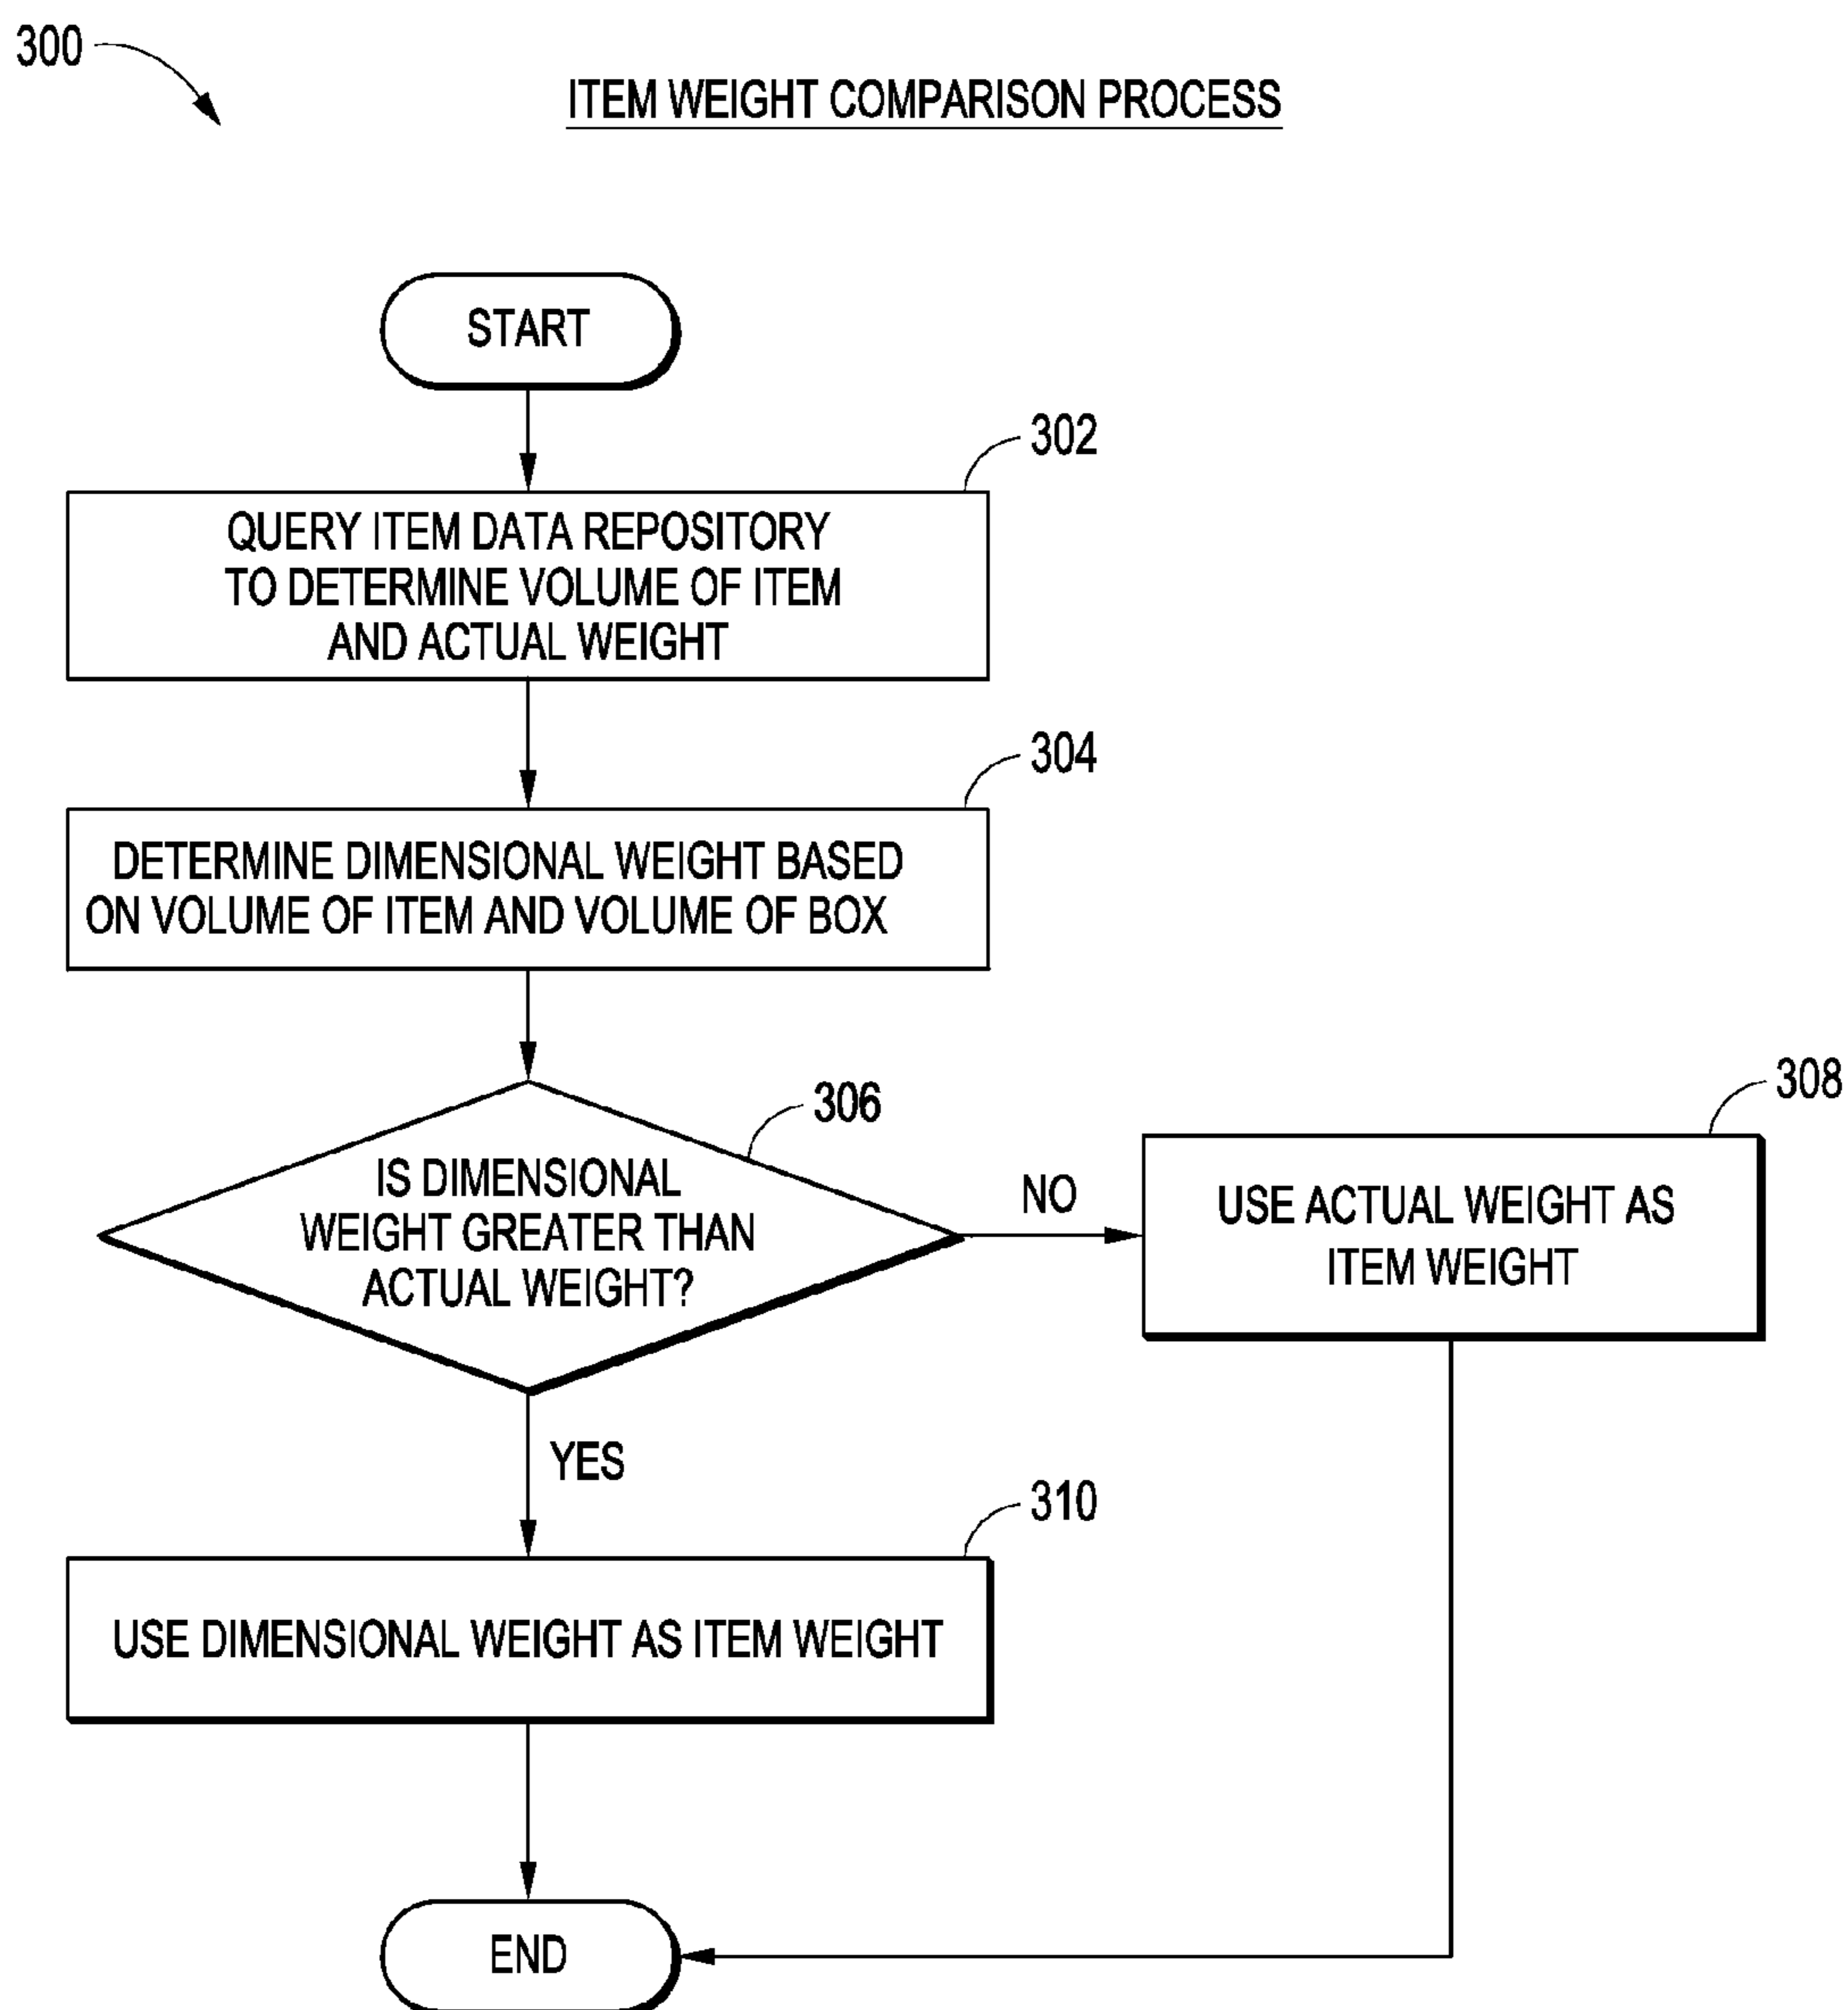 300
ITEM WEIGHT COMPARISON PROCESS
START
302
QUERY ITEM DATA REPOSITORY
TO DETERMINE VOLUME OF ITEM
AND ACTUAL WEIGHT
304
DETERMINE DIMENSIONAL WEIGHT BASED
ON VOLUME OF ITEM AND VOLUME OF BOX
306
IS DIMENSIONAL
WEIGHT GREATER THAN
ACTUAL WEIGHT?
NO
308
USE ACTUAL WEIGHT AS
ITEM WEIGHT
YES
310
USE DIMENSIONAL WEIGHT AS ITEM WEIGHT
END